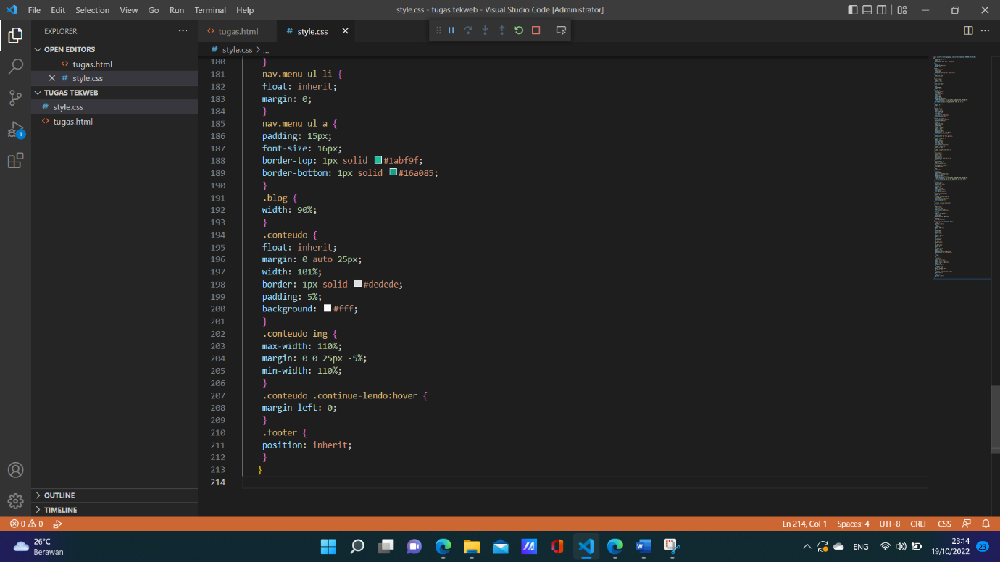 File Edit Selection View Go Run Terminal Help
style.css - tugas tekweb - Visual Studio Code [Administrator]
EXPLORER
OPEN EDITORS
tugas.html
style.css
TUGAS TEKWEB
style.css
tugas.html
OUTLINE
TIMELINE
tugas.html
# style.css
# style.css > ...
180 }
181 nav.menu ul li {
182 float: inherit;
183 margin: 0;
184 }
185 nav.menu ul a {
186 padding: 15px;
187 font-size: 16px;
188 border-top: 1px solid #1abf9f;
189 border-bottom: 1px solid #16a085;
190 }
191 .blog {
192 width: 90%;
193 }
194 .conteudo {
195 float: inherit;
196 margin: 0 auto 25px;
197 width: 101%;
198 border: 1px solid #dedede;
199 padding: 5%;
200 background: #fff;
201 }
202 .conteudo img {
203 max-width: 110%;
204 margin: 0 0 25px -5%;
205 min-width: 110%;
206 }
207 .conteudo .continue-lendo:hover {
208 margin-left: 0;
209 }
210 .footer {
211 position: inherit;
212 }
213 }
214
1
0 0
Ln 214, Col 1 Spaces: 4 UTF-8 CRLF CSS
26°C
Berawan
ENG
23:14
19/10/2022
23